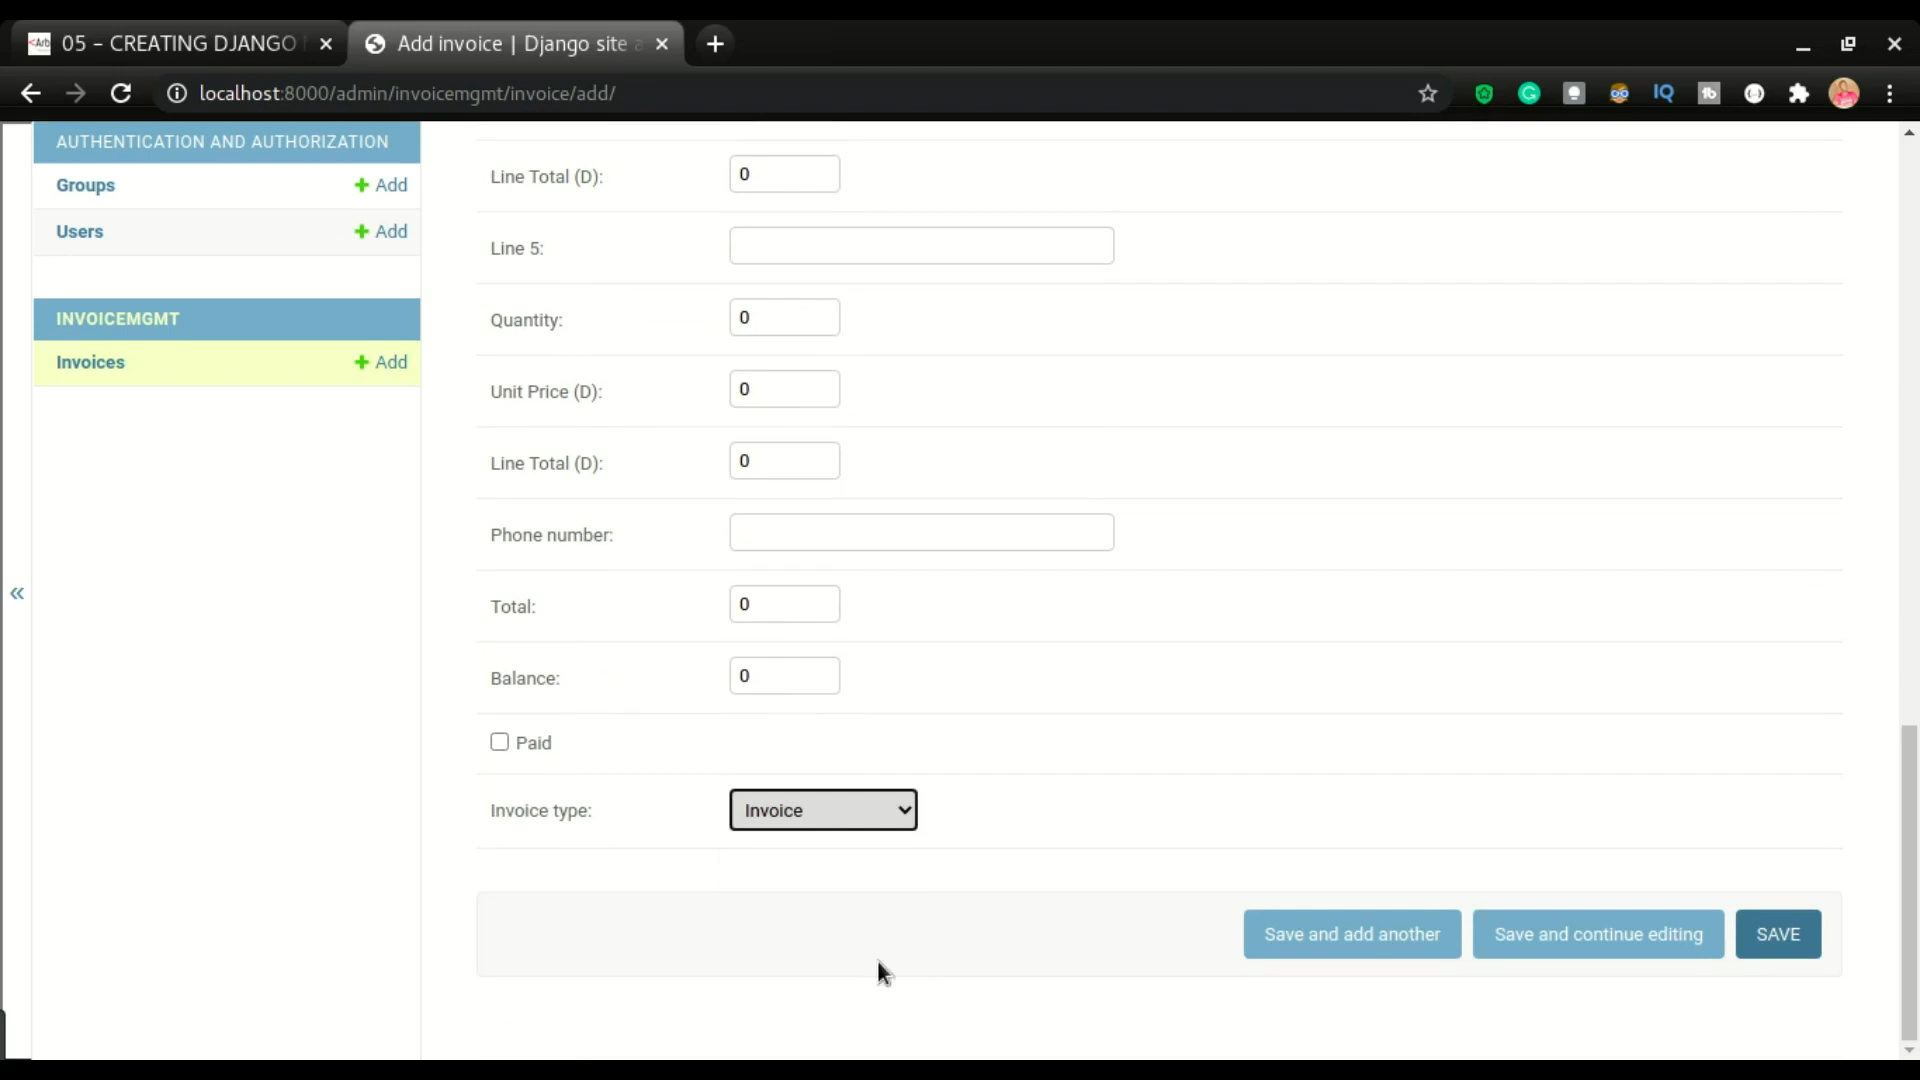 05 – CREATING DJANGO
Add invoice | Django site a
localhost:8000/admin/invoicemgmt/invoice/add/
IQ
AUTHENTICATION AND AUTHORIZATION
Groups
Add
Users
Add
INVOICEMGMT
Invoices
Add
«
Line Total (D):
0
Line 5:
Quantity:
0
Unit Price (D):
0
Line Total (D):
0
Phone number:
Total:
0
Balance:
0
Paid
Invoice type:
Invoice
Save and add another
Save and continue editing
SAVE